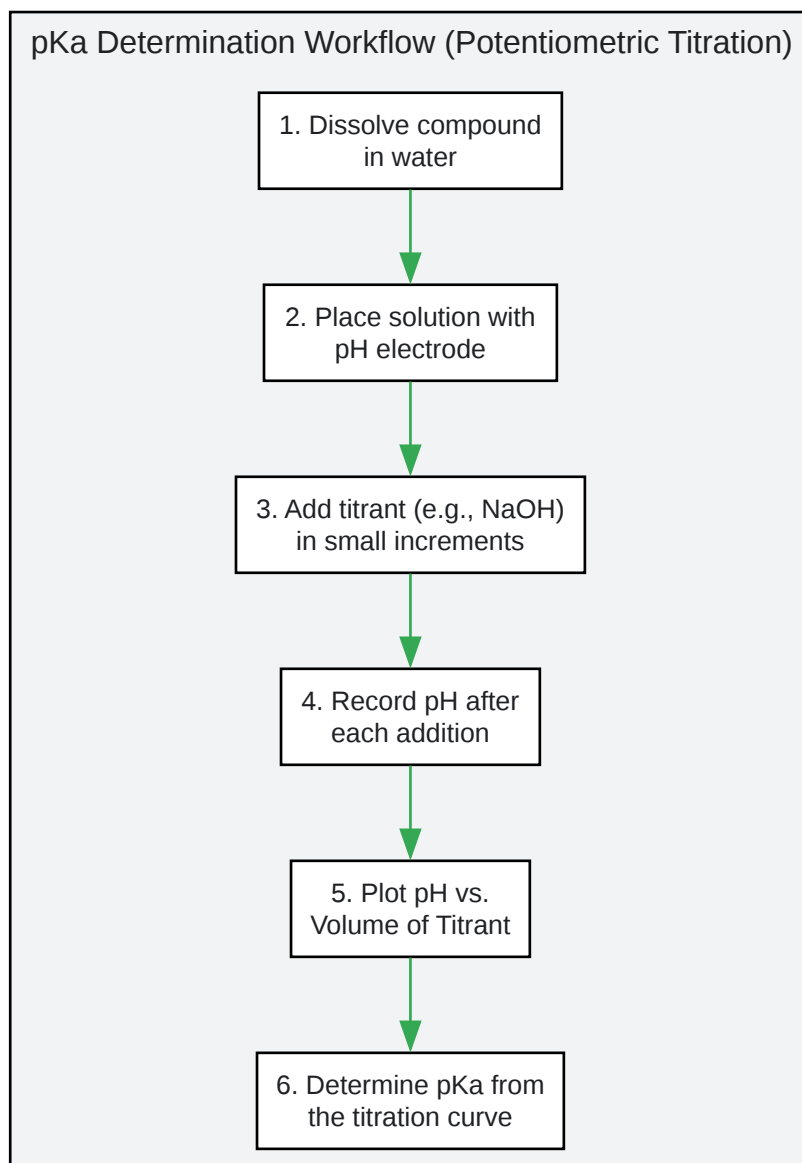 pKa Determination Workflow (Potentiometric Titration)
1. Dissolve compound
in water
2. Place solution with
pH electrode
3. Add titrant (e.g., NaOH)
in small increments
4. Record pH after
each addition
5. Plot pH vs.
Volume of Titrant
6. Determine pKa from
the titration curve